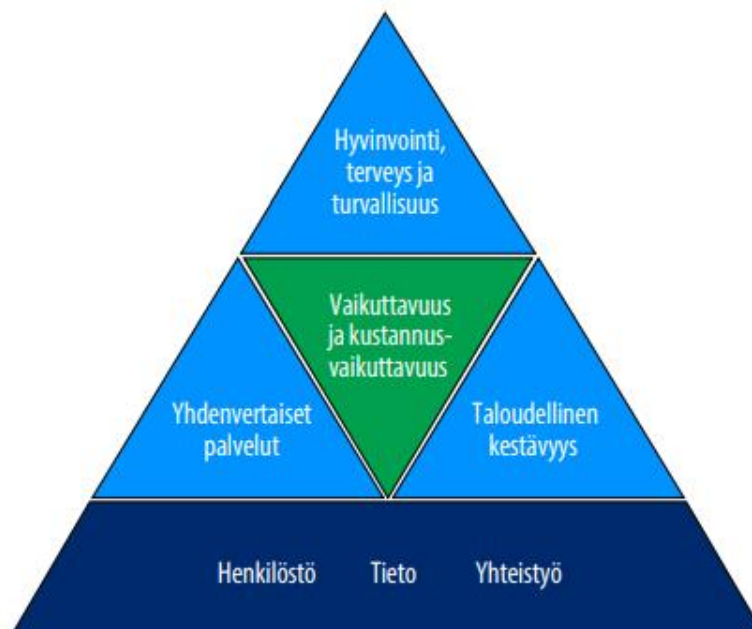 Hyvinvointi,
terveys ja
turvallisuus
Vaikuttavuus
ja kustannus-
vaikuttavuus
Yhdenvertaiset
palvelut
Taloudellinen
kestävyys
Henkilöstö Tieto Yhteistyö